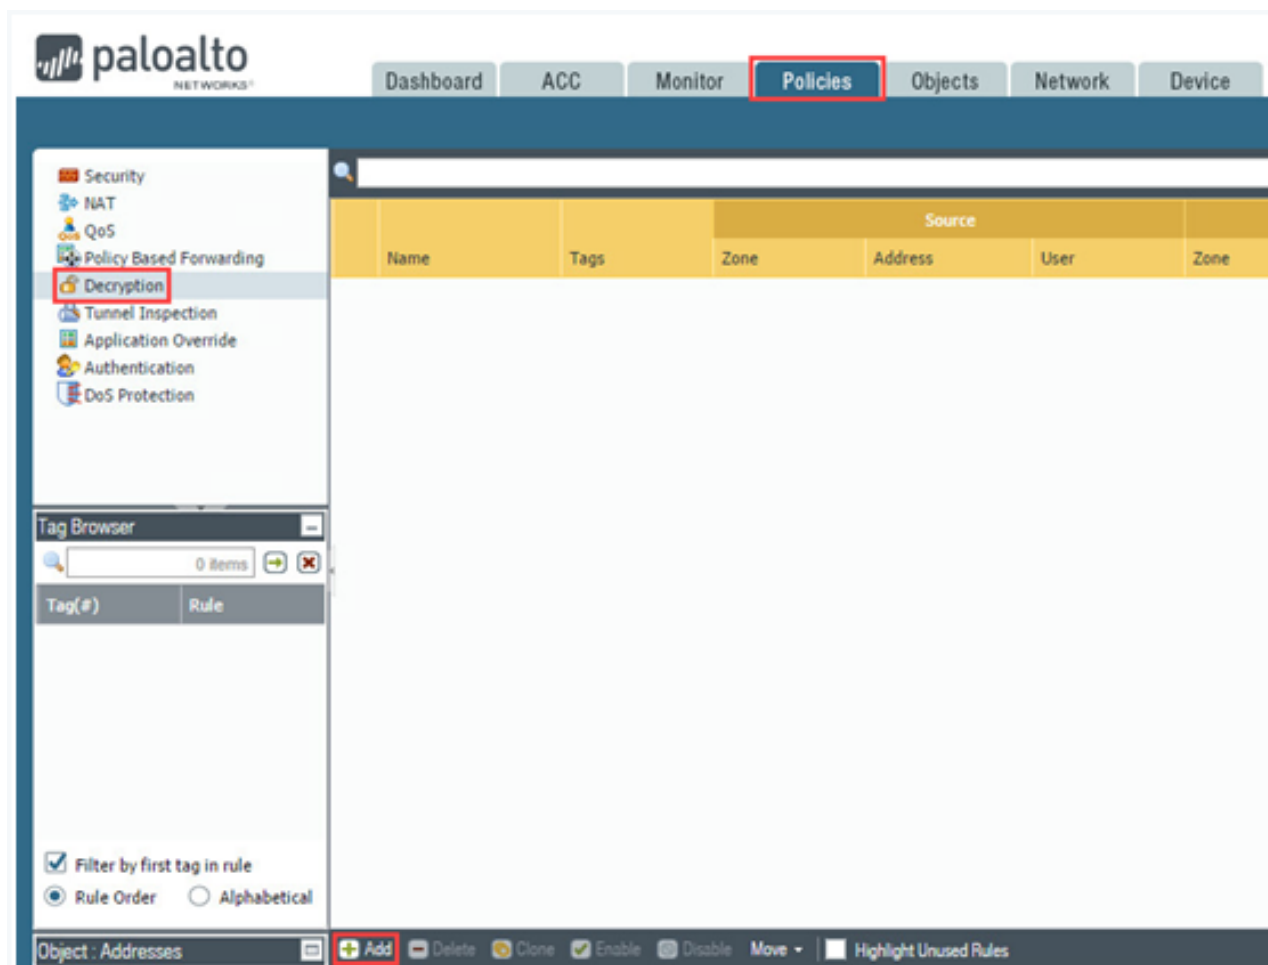 paloalto
NETWORKS®
Dashboard ACC Monitor Policies Objects Network Device
Security
NAT
QoS
Policy Based Forwarding
Decryption
Tunnel Inspection
Application Override
Authentication
DoS Protection
Source
Name Tags Zone Address User Zone
Tag Browser
0 items
Tag(#) Rule
Filter by first tag in rule
Rule Order Alphabetical
Object : Addresses
Add Delete Clone Enable Disable Move Highlight Unused Rules